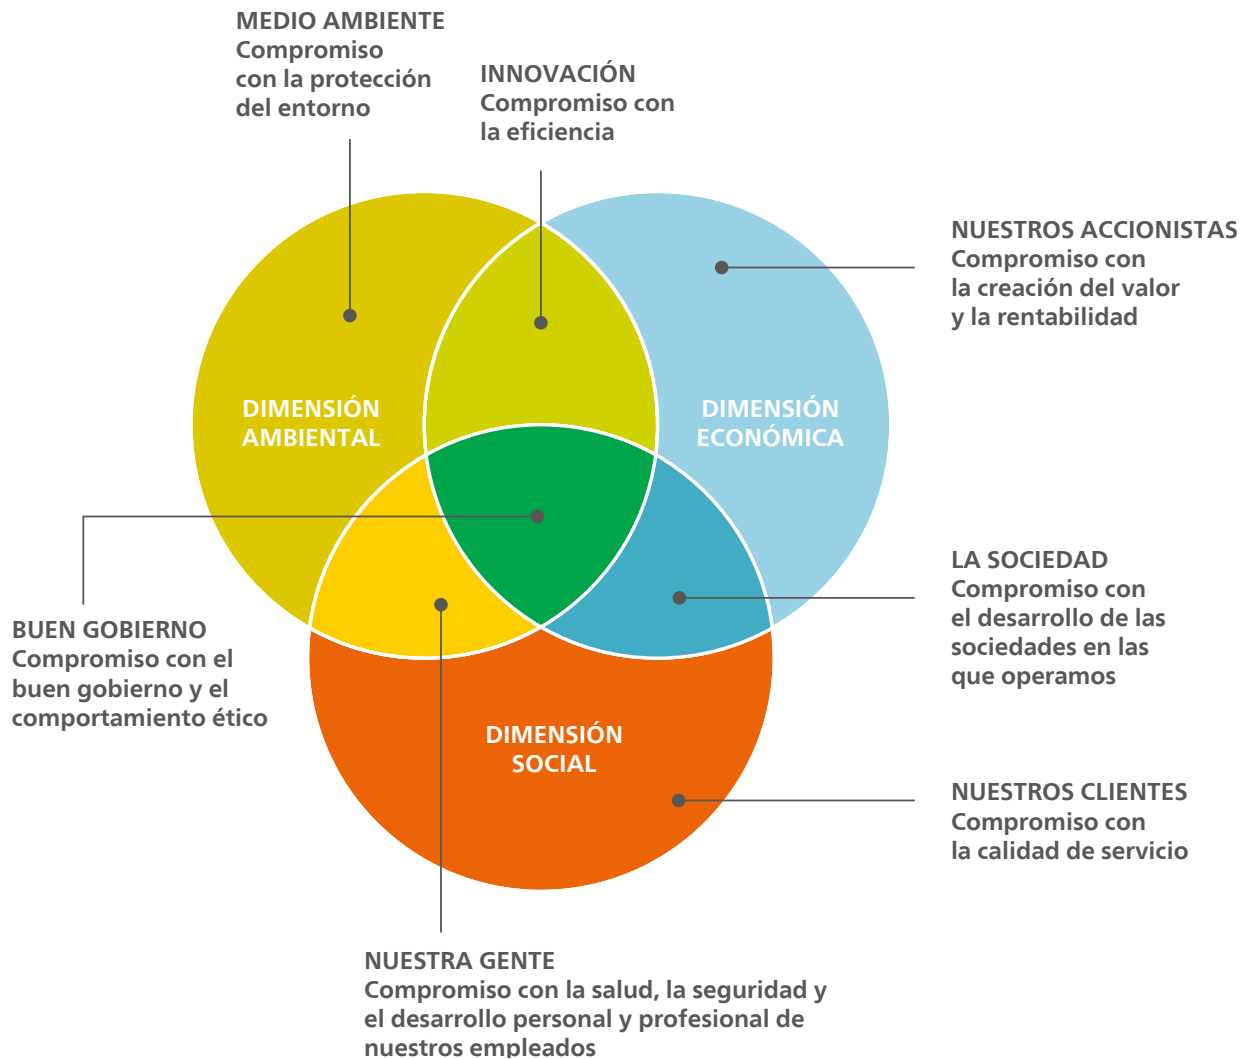 MEDIO AMBIENTE
Compromiso
con la protección
del entorno
INNOVACIÓN
Compromiso con
la eficiencia
NUESTROS ACCIONISTAS
Compromiso con
la creación del valor
y la rentabilidad
DIMENSIÓN
AMBIENTAL
DIMENSIÓN
ECONÓMICA
LA SOCIEDAD
Compromiso con
el desarrollo de las
sociedades en las
que operamos
BUEN GOBIERNO
Compromiso con el
buen gobierno y el
comportamiento ético
DIMENSIÓN
SOCIAL
NUESTROS CLIENTES
Compromiso con
la calidad de servicio
NUESTRA GENTE
Compromiso con la salud, la seguridad y
el desarrollo personal y profesional de
nuestros empleados